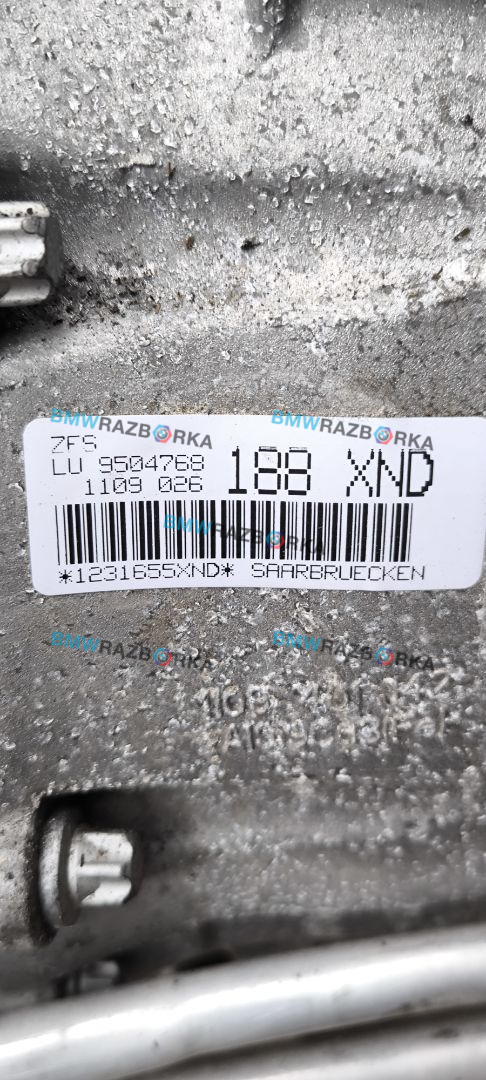 BMWRAZBORKA BMWRAZBORKA
ZFS
LU 9504768
1109 026
188 XND
BMWRAZBORKA
*1231655XND* SAARBRUECKEN
BMWRAZBORKA BMWRAZBORKA